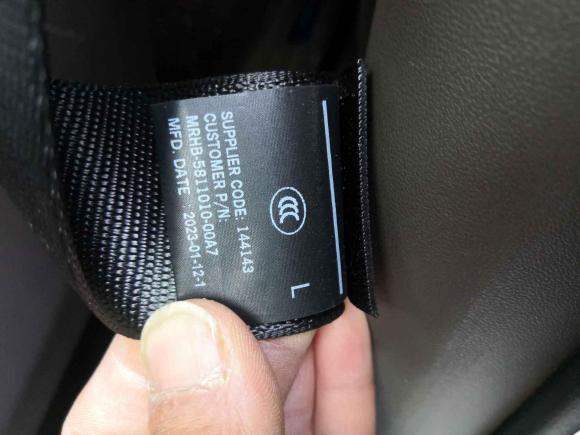 SUPPLIER CODE: 144143
CUSTOMER P/N:
MRHB-5811010-00A7
MFD. DATE : 2023-01-12-1
CCC
L